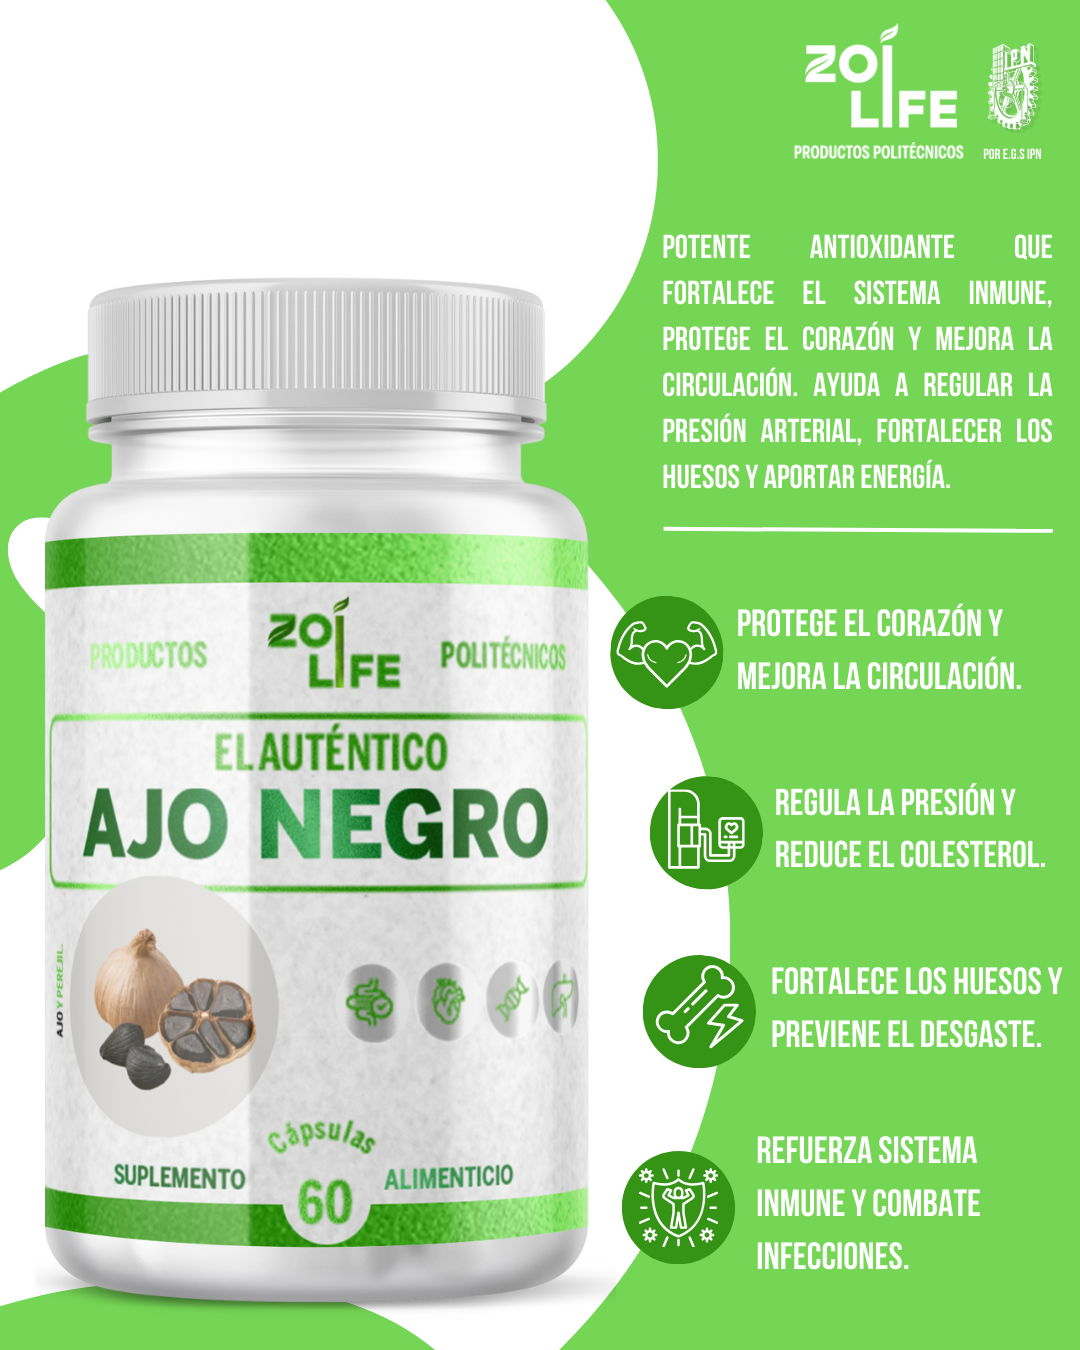 ZOÍ
LIFE
PRODUCTOS POLITÉCNICOS
IPN
POR E.G.S IPN
POTENTE ANTIOXIDANTE QUE
FORTALECE EL SISTEMA INMUNE,
PROTEGE EL CORAZÓN Y MEJORA LA
CIRCULACIÓN. AYUDA A REGULAR LA
PRESIÓN ARTERIAL, FORTALECER LOS
HUESOS Y APORTAR ENERGÍA.
PROTEGE EL CORAZÓN Y
MEJORA LA CIRCULACIÓN.
REGULA LA PRESIÓN Y
REDUCE EL COLESTEROL.
FORTALECE LOS HUESOS Y
PREVIENE EL DESGASTE.
REFUERZA SISTEMA
INMUNE Y COMBATE
INFECCIONES.
PRODUCTOS
ZOÍ
LIFE
POLITÉCNICOS
EL AUTÉNTICO
AJO NEGRO
AJO Y PEREJIL.
Cápsulas
60
SUPLEMENTO
ALIMENTICIO